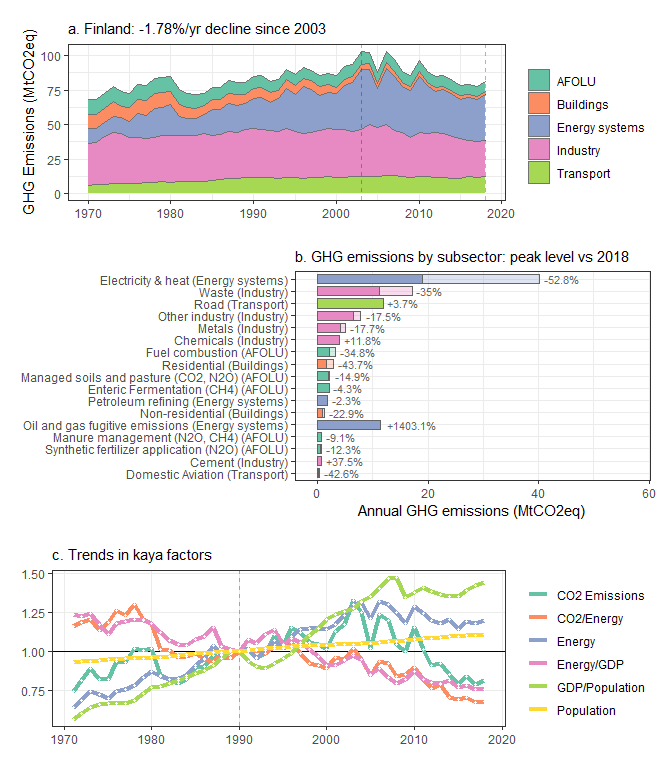 a. Finland: -1.78%/yr decline since 2003
GHG Emissions (MtCO2eq)
100
75
50
25
0
1970
1980
1990
2000
2010
2020
AFOLU
Buildings
Energy systems
Industry
Transport
b. GHG emissions by subsector: peak level vs 2018
Electricity & heat (Energy systems) -52.8%
Waste (Industry) -35%
Road (Transport) +3.7%
Other industry (Industry) -17.5%
Metals (Industry) -17.7%
Chemicals (Industry) +11.8%
Fuel combustion (AFOLU) -34.8%
Residential (Buildings) -43.7%
Managed soils and pasture (CO2, N2O) (AFOLU) -14.9%
Enteric Fermentation (CH4) (AFOLU) -4.3%
Petroleum refining (Energy systems) -2.3%
Non-residential (Buildings) -22.9%
Oil and gas fugitive emissions (Energy systems) +1403.1%
Manure management (N2O, CH4) (AFOLU) -9.1%
Synthetic fertilizer application (N2O) (AFOLU) -12.3%
Cement (Industry) +37.5%
Domestic Aviation (Transport) -42.6%
0
20
40
60
Annual GHG emissions (MtCO2eq)
c. Trends in kaya factors
1.50
1.25
1.00
0.75
1970
1980
1990
2000
2010
2020
CO2 Emissions
CO2/Energy
Energy
Energy/GDP
GDP/Population
Population